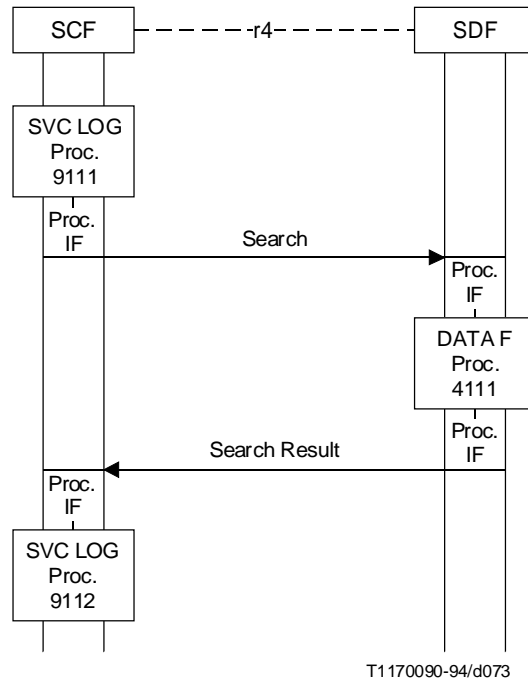 SCF
r4
SDF
SVC LOG
Proc.
9111
Proc.
IF
Search
Proc.
IF
DATA F
Proc.
4111
Proc.
IF
Search Result
Proc.
IF
SVC LOG
Proc.
9112
T1170090-94/d073